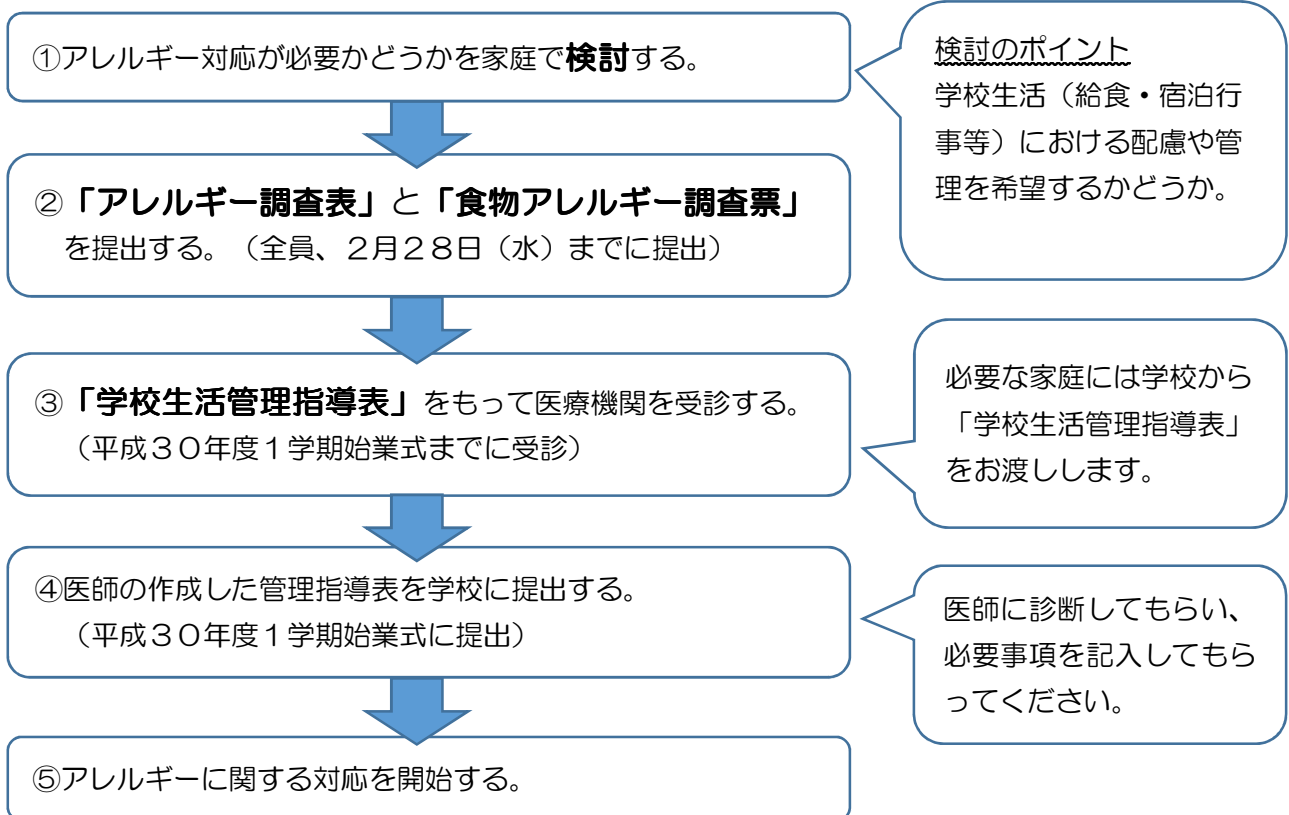 ①アレルギー対応が必要かどうかを家庭で検討する。
検討のポイント
学校生活（給食・宿泊行
事等）における配慮や管
理を希望するかどうか。
②「アレルギー調査表」と「食物アレルギー調査票」
を提出する。（全員、２月２８日（水）までに提出）
③「学校生活管理指導表」をもって医療機関を受診する。
（平成３０年度１学期始業式までに受診）
必要な家庭には学校から
「学校生活管理指導表」
をお渡しします。
④医師の作成した管理指導表を学校に提出する。
（平成３０年度１学期始業式に提出）
医師に診断してもらい、
必要事項を記入してもら
ってください。
⑤アレルギーに関する対応を開始する。